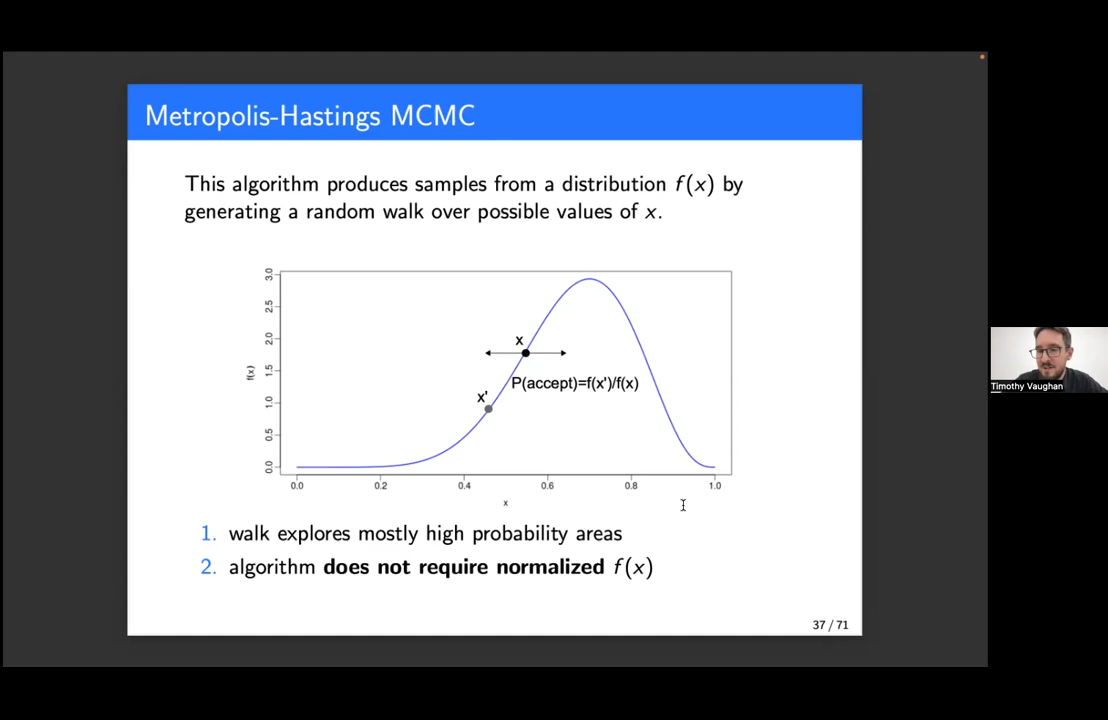 Metropolis-Hastings MCMC
This algorithm produces samples from a distribution f(x) by
generating a random walk over possible values of x.
3.0
2.5
2.0
1.5
1.0
0.5
0.0
f(x)
x
x'
P(accept)=f(x')/f(x)
0.0 0.2 0.4 0.6 0.8 1.0
x
1. walk explores mostly high probability areas
2. algorithm does not require normalized f(x)
37 / 71
Timothy Vaughan